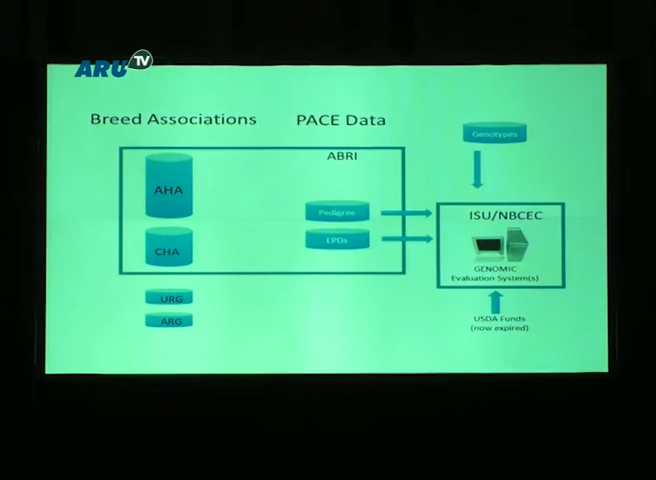 ARU TV
Breed Associations
PACE Data
Genotypes
ABRI
AHA
Pedigree
ISU/NBCEC
EPDs
CHA
GENOMIC
Evaluation System(s)
URG
ARG
USDA Funds
(now expired)